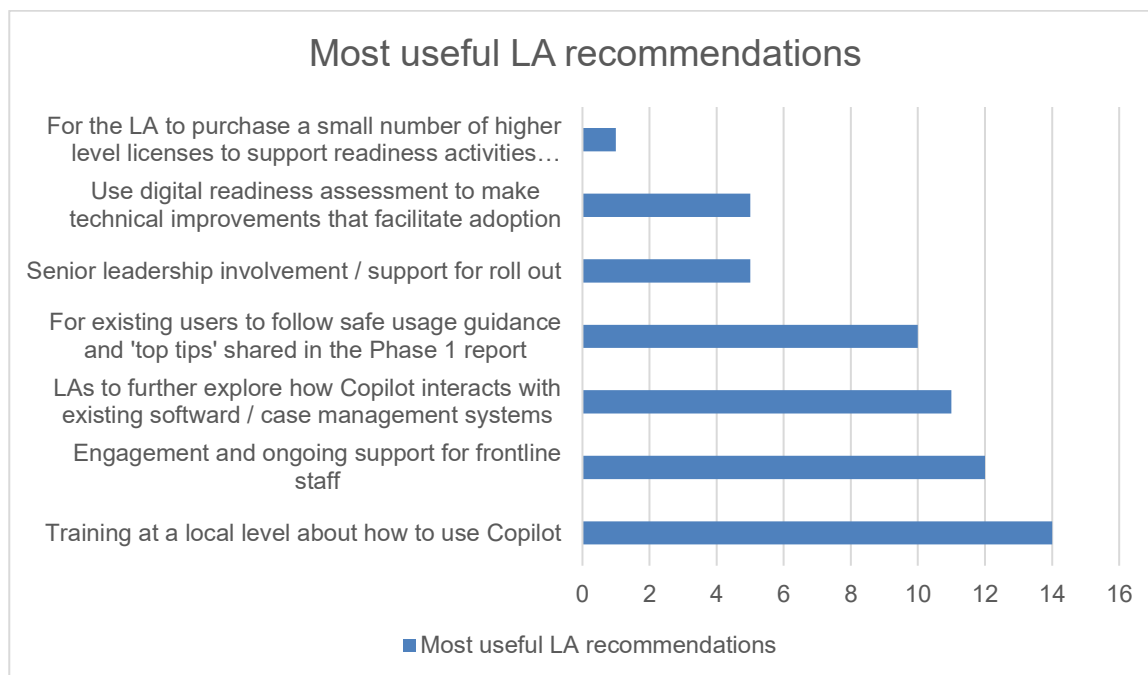 Most useful LA recommendations
For the LA to purchase a small number of higher
level licenses to support readiness activities…
Use digital readiness assessment to make
technical improvements that facilitate adoption
Senior leadership involvement / support for roll out
For existing users to follow safe usage guidance
and 'top tips' shared in the Phase 1 report
LAs to further explore how Copilot interacts with
existing softward / case management systems
Engagement and ongoing support for frontline
staff
Training at a local level about how to use Copilot
0 2 4 6 8 10 12 14 16
Most useful LA recommendations